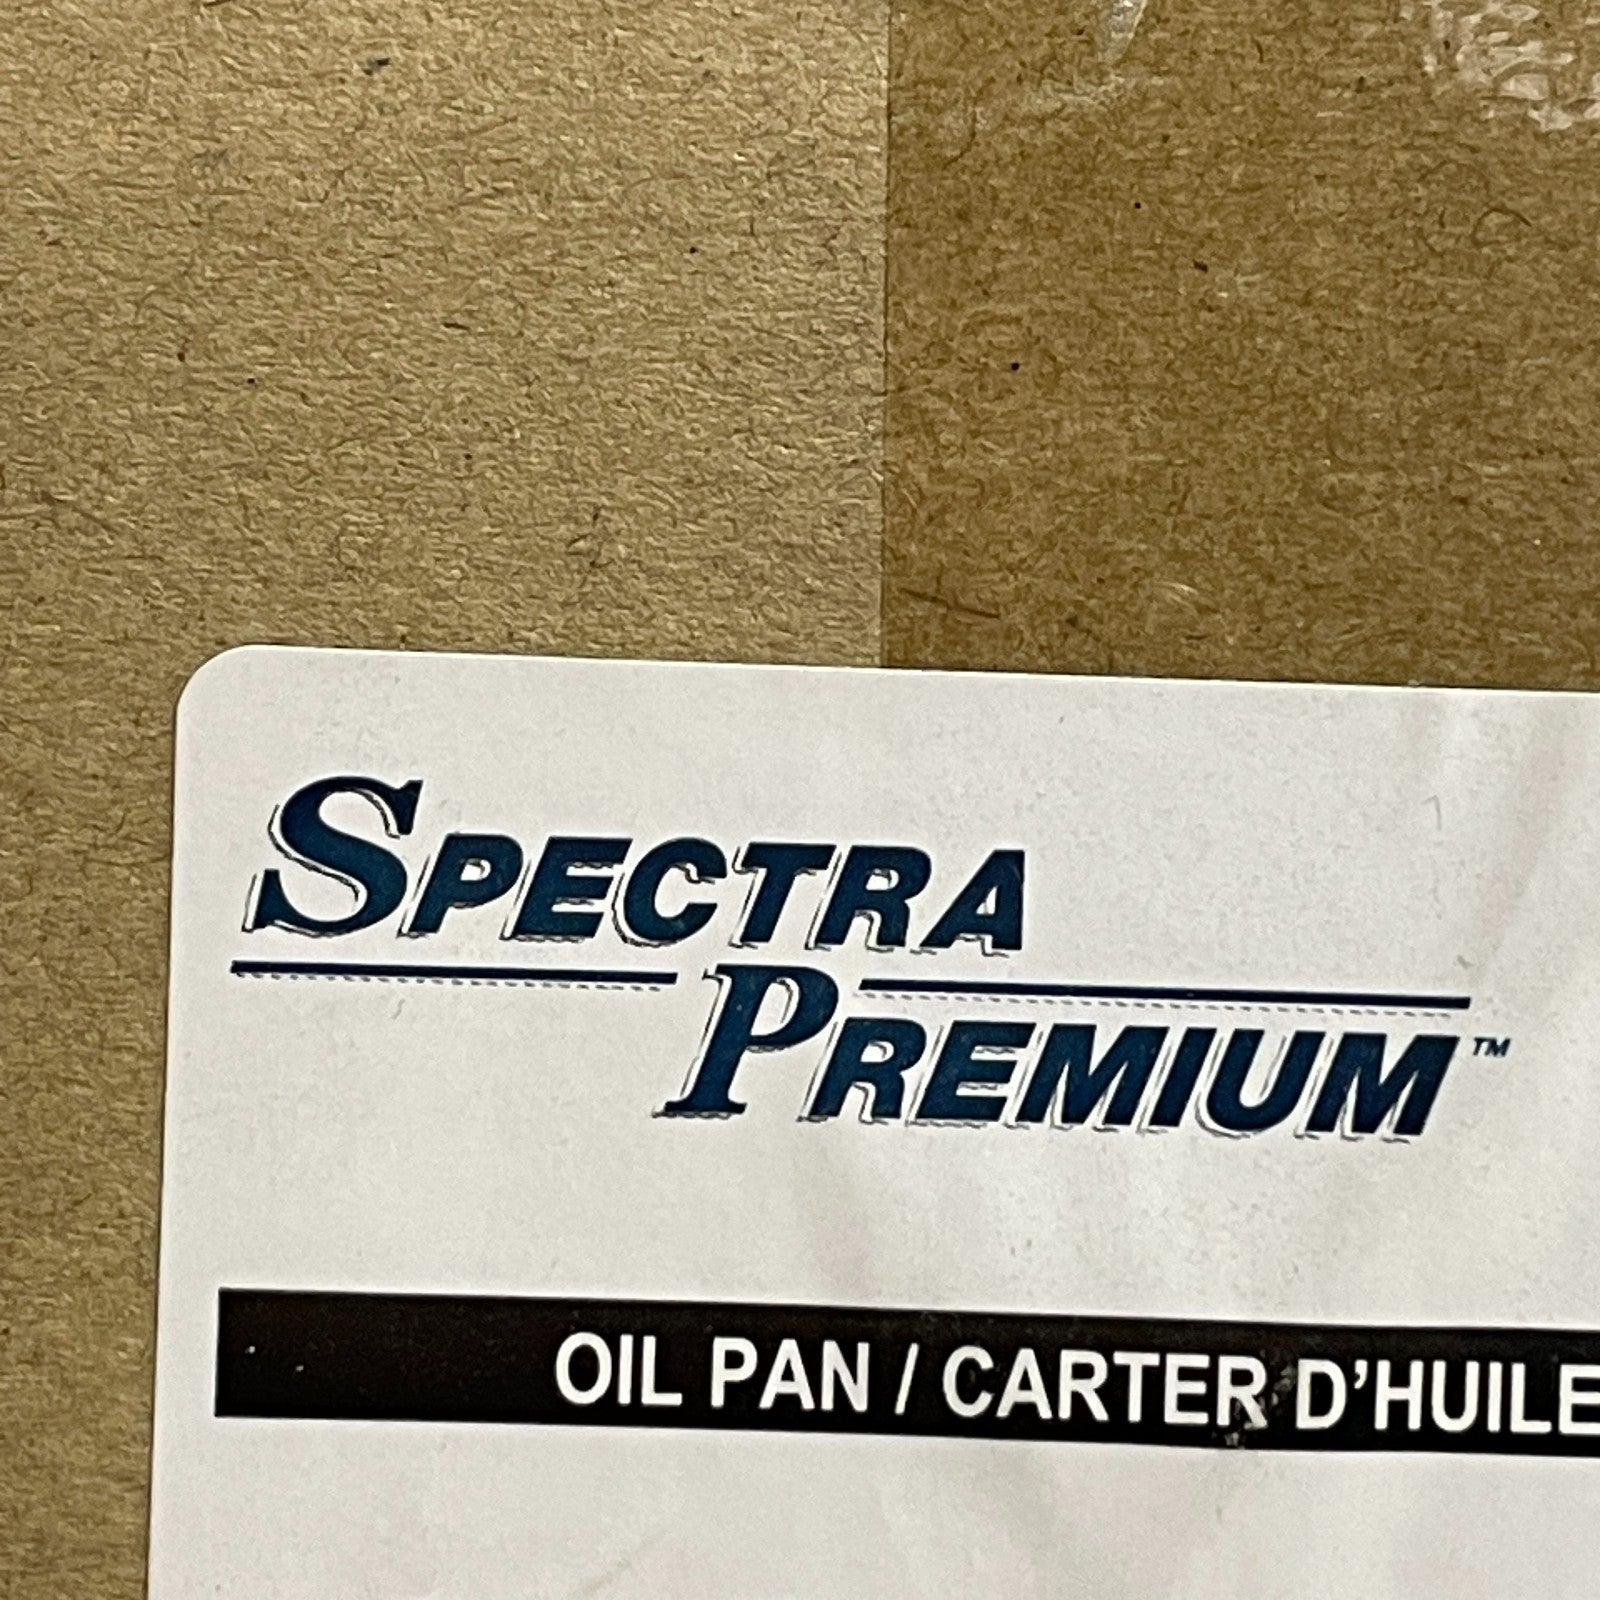 SPECTRA
PREMIUM™
OIL PAN / CARTER D'HUILE